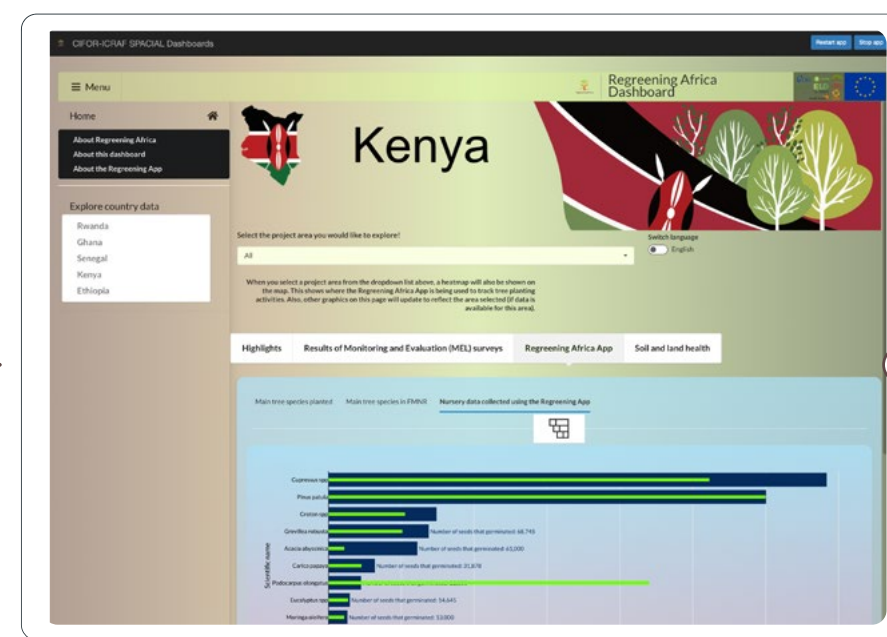 CIFOR-ICRAF SPACIAL Dashboards
Restart app
Stop app
Menu
Regreening Africa
Dashboard
Home
About Regreening Africa
About this dashboard
About the Regreening App
Explore country data
Rwanda
Ghana
Senegal
Kenya
Ethiopia
Kenya
Select the project area you would like to explore!
All
Switch language
English
When you select a project area from the dropdown list above, a heatmap will also be shown on
the map. This shows where the Regreening Africa App is being used to track tree planting
activities. Also, other graphics on this page will update to reflect the area selected (if data is
available for this area).
Highlights
Results of Monitoring and Evaluation (MEL) surveys
Regreening Africa App
Soil and land health
Main tree species planted
Main tree species in FMNR
Nursery data collected using the Regreening App
Scientific name
Cupressus spp
Pinus patula
Croton spp
Grevillea robusta
Number of seeds that germinated: 68,745
Acacia abyssinica
Number of seeds that germinated: 63,000
Carica papaya
Number of seeds that germinated: 31,878
Podocarpus elongatus
Eucalyptus spp
Number of seeds that germinated: 14,645
Moringa oleifera
Number of seeds that germinated: 13,000